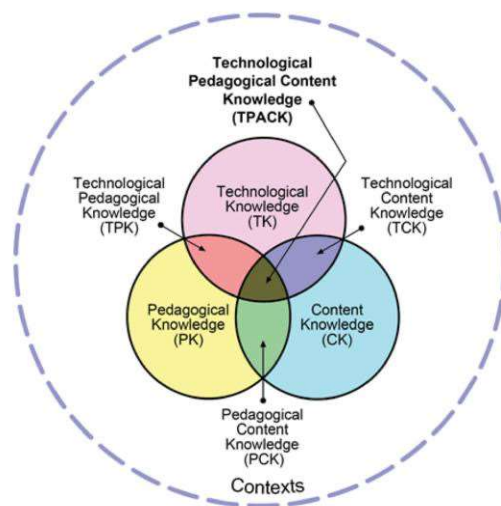 Technological
Pedagogical Content
Knowledge
(TPACK)
Technological
Pedagogical
Knowledge
(TPK)
Technological
Knowledge
(TK)
Technological
Content
Knowledge
(TCK)
Pedagogical
Knowledge
(PK)
Content
Knowledge
(CK)
Pedagogical
Content
Knowledge
(PCK)
Contexts